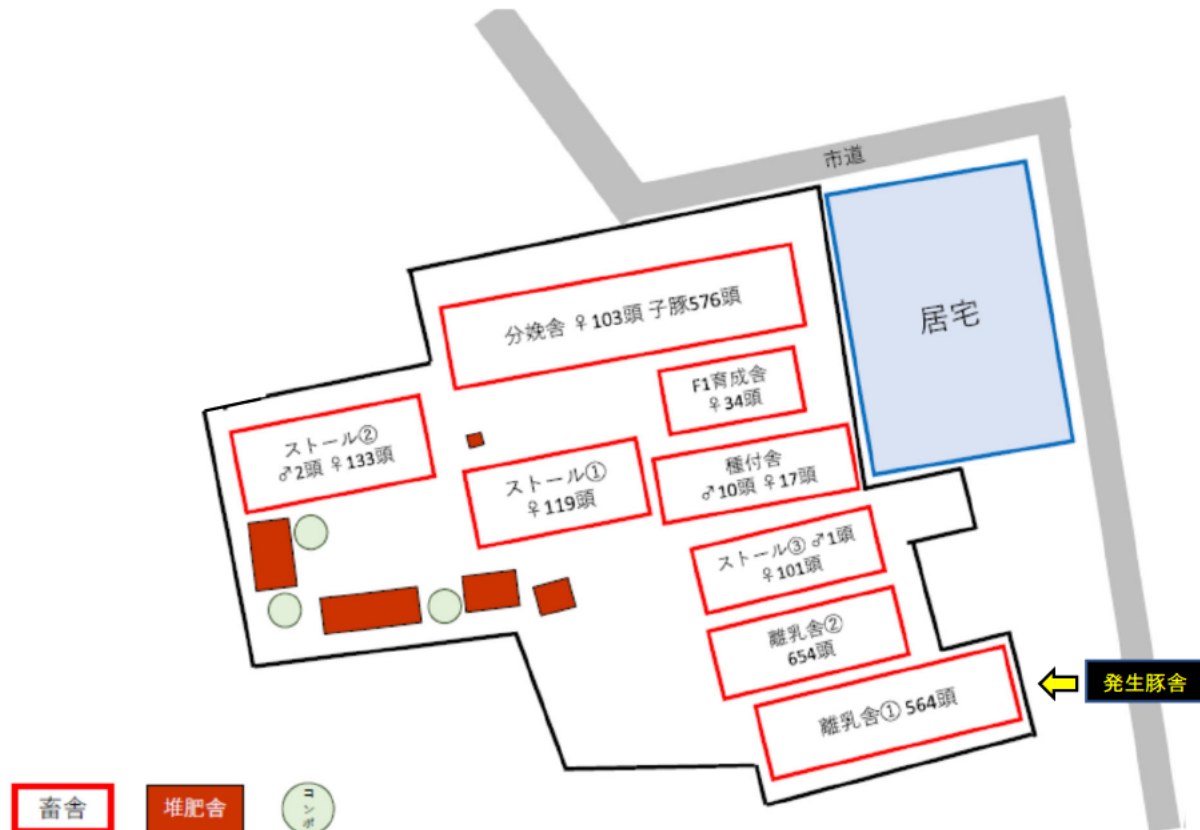 市道
居宅
分娩舎 ♀103頭 子豚576頭
F1育成舎
♀34頭
ストール②
♂2頭 ♀133頭
ストール①
♀119頭
種付舎
♂10頭 ♀17頭
ストール③ ♂1頭
♀101頭
離乳舎②
654頭
離乳舎① 564頭
発生豚舎
畜舎
堆肥舎
コンポ